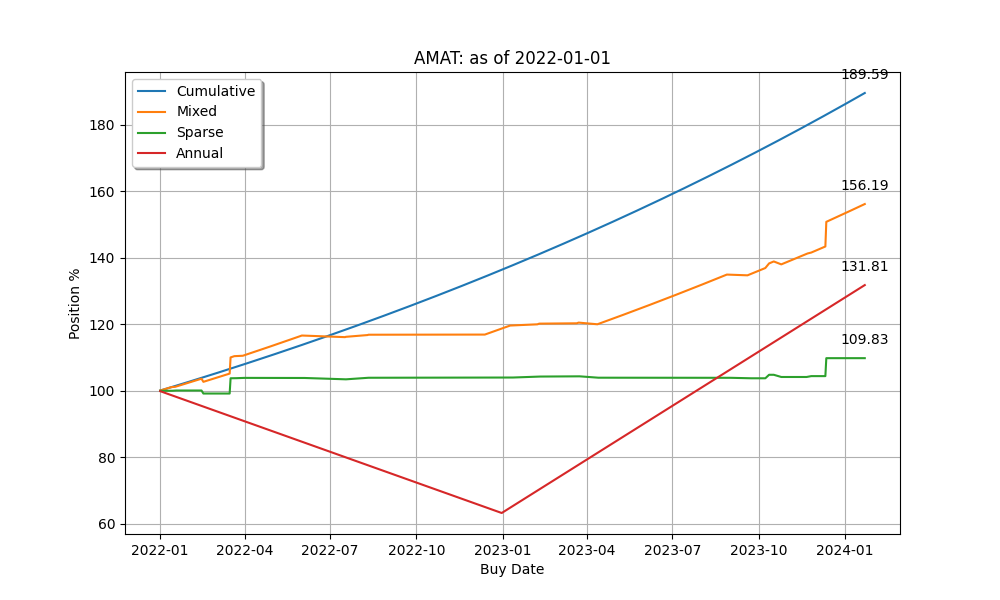 AMAT: as of 2022-01-01
Cumulative
Mixed
Sparse
Annual
189.59
156.19
131.81
109.83
Position %
180
160
140
120
100
80
60
2022-01 2022-04 2022-07 2022-10 2023-01 2023-04 2023-07 2023-10 2024-01
Buy Date